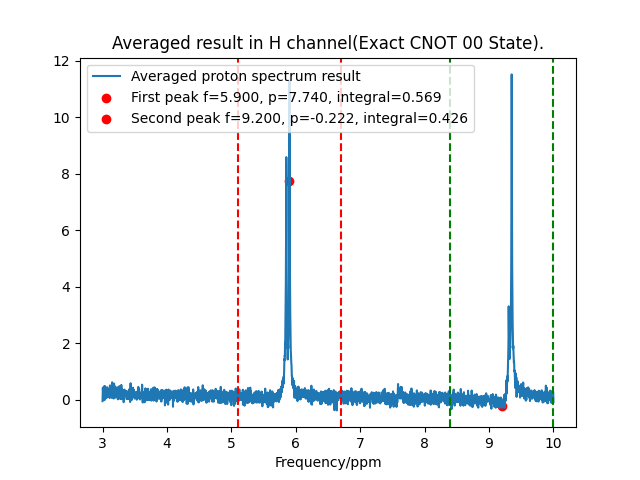 Averaged result in H channel(Exact CNOT 00 State).
Averaged proton spectrum result
First peak f=5.900, p=7.740, integral=0.569
Second peak f=9.200, p=-0.222, integral=0.426
12
10
8
6
4
2
0
3 4 5 6 7 8 9 10
Frequency/ppm